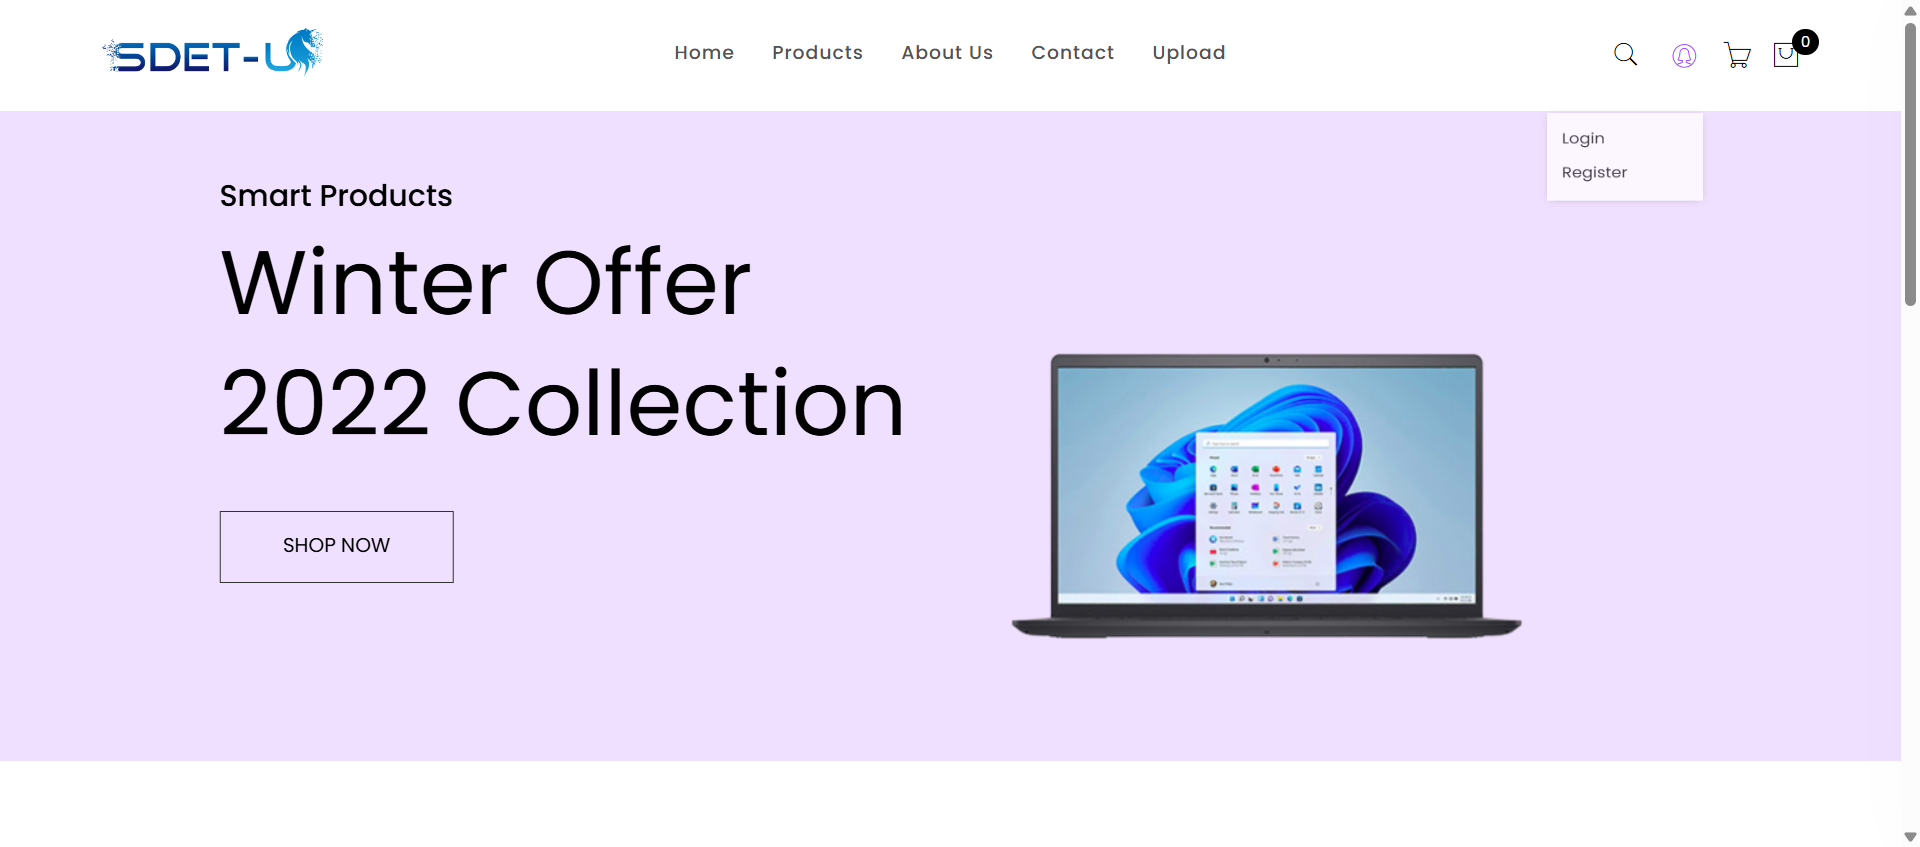 SDET-U
Home Products About Us Contact Upload
0
Login
Register
Smart Products
Winter Offer
2022 Collection
SHOP NOW